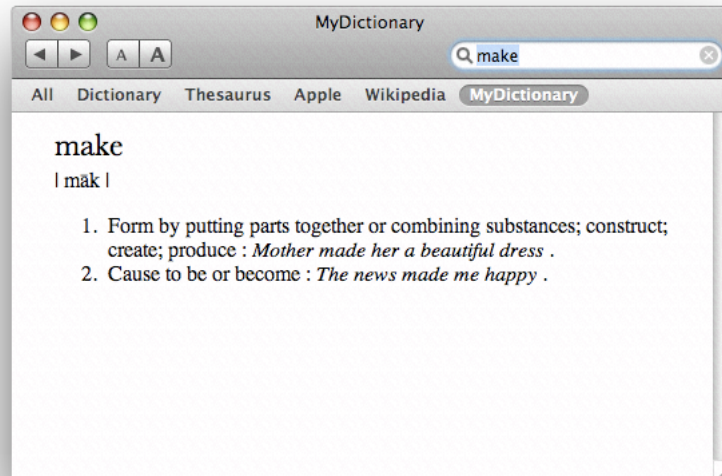 MyDictionary
A A make
All Dictionary Thesaurus Apple Wikipedia MyDictionary
make
| māk |
1. Form by putting parts together or combining substances; construct;
create; produce : Mother made her a beautiful dress .
2. Cause to be or become : The news made me happy .